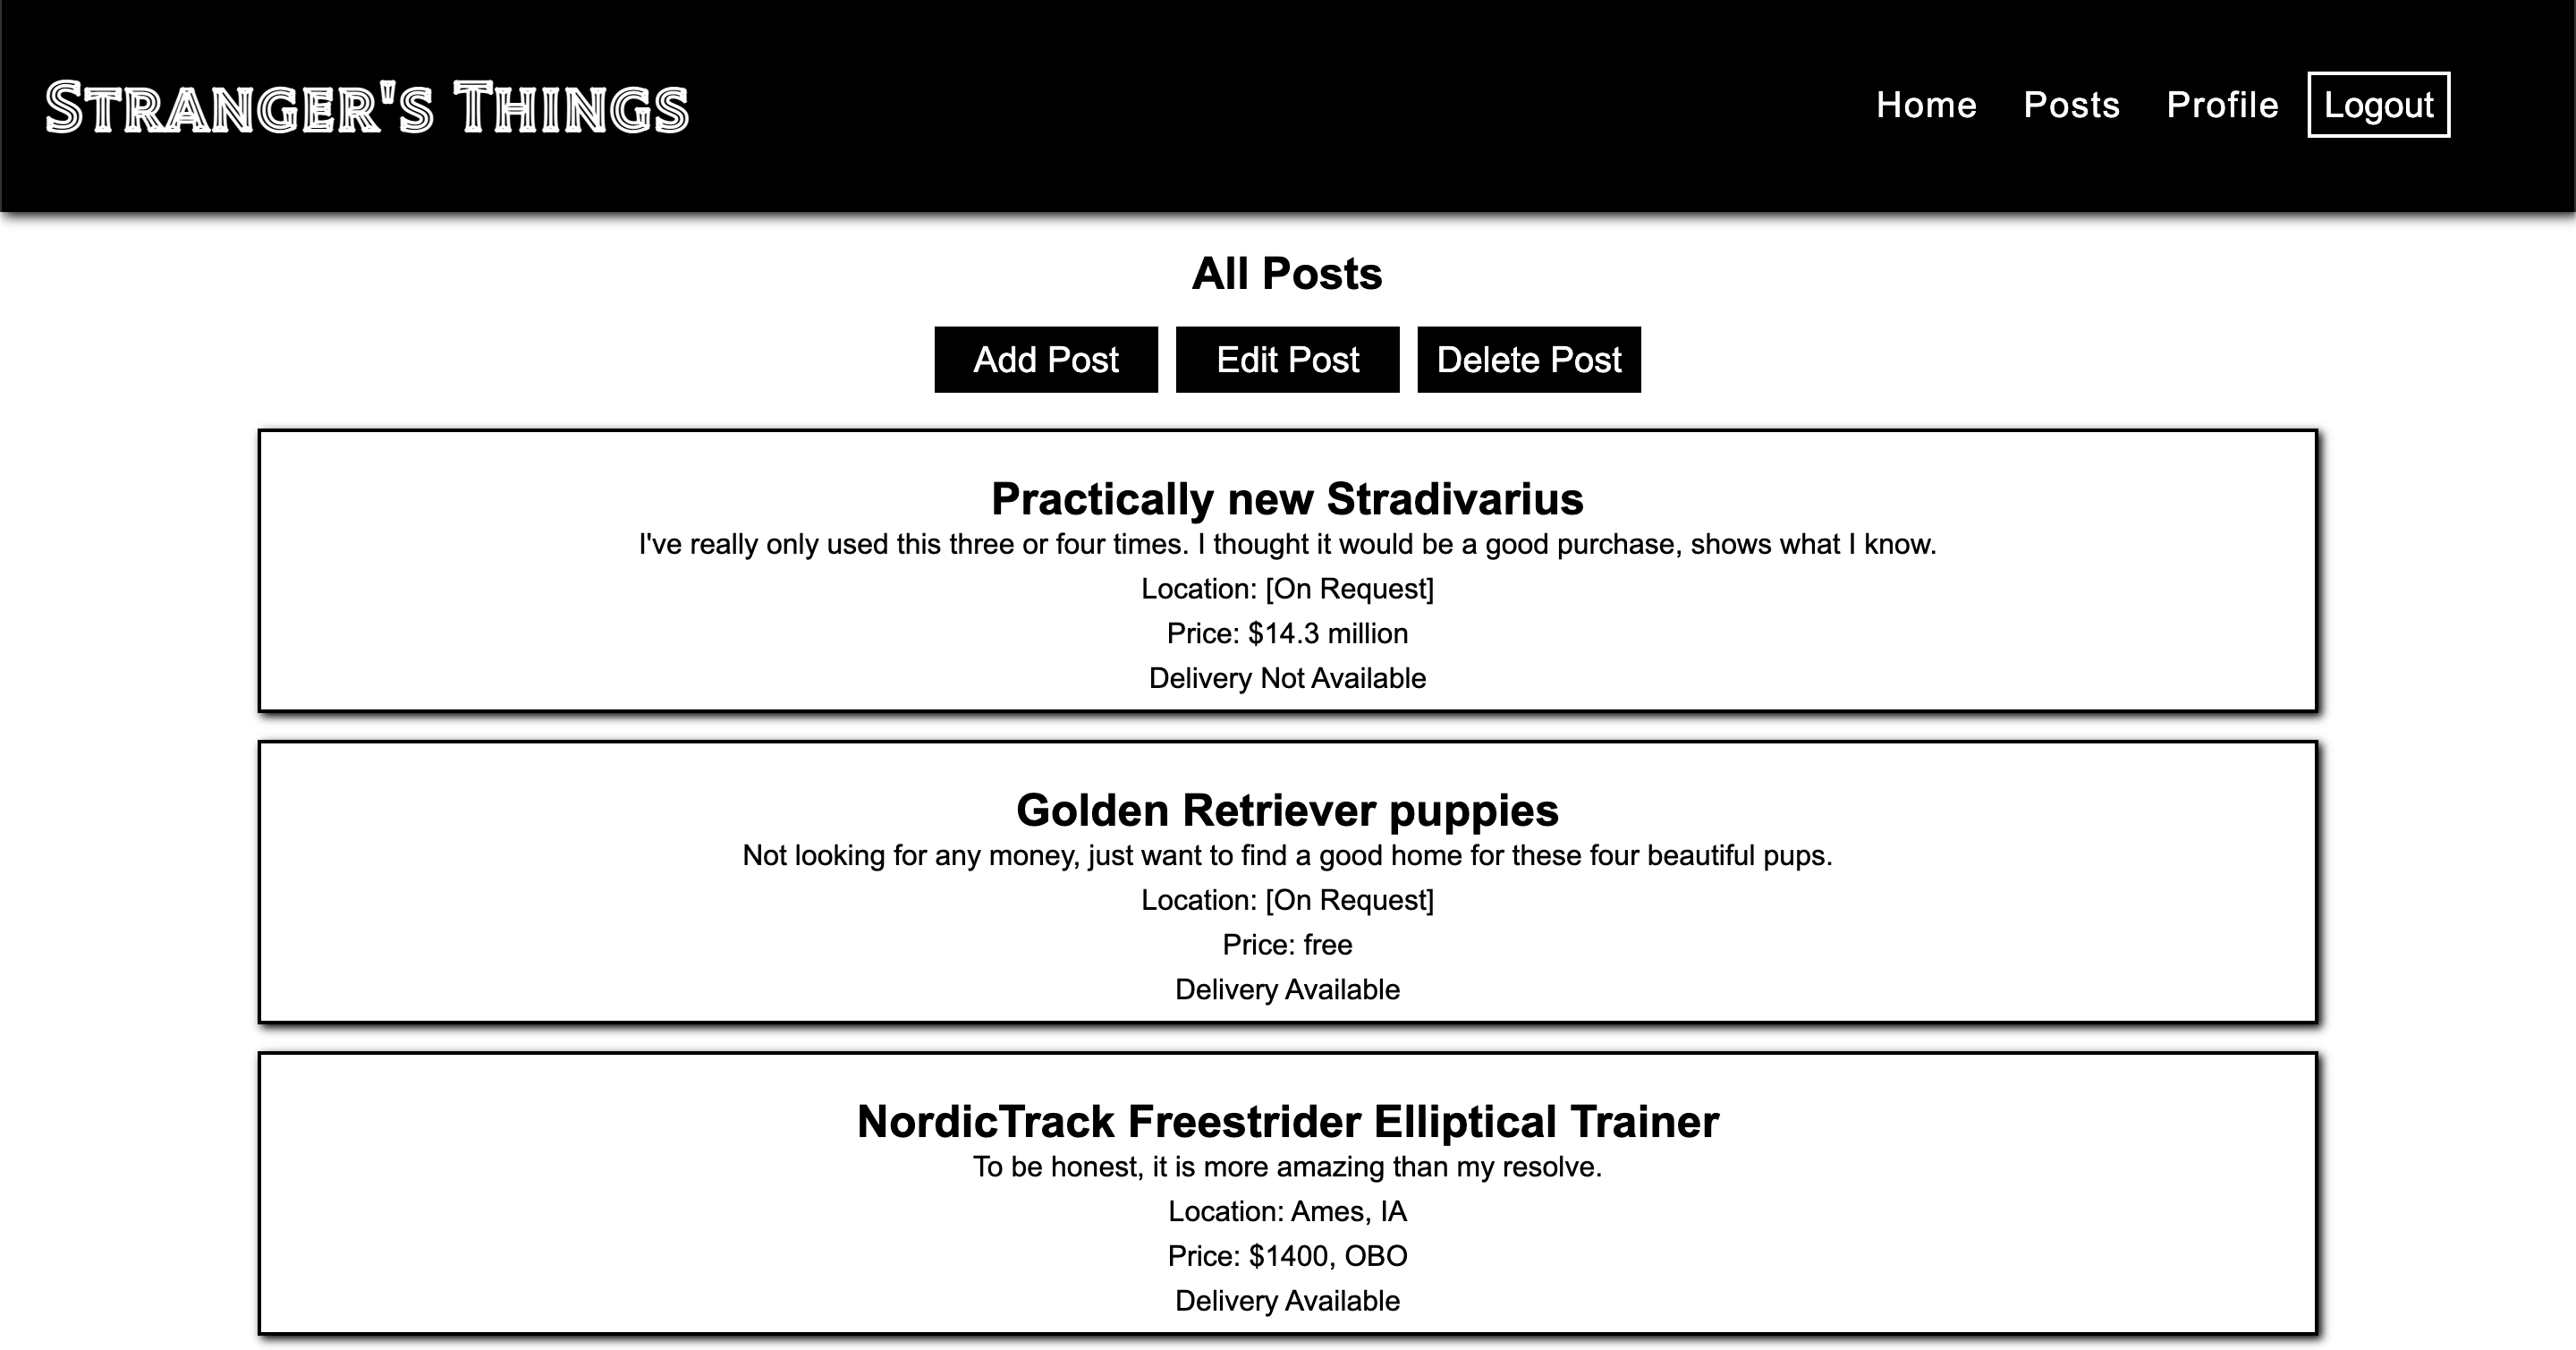 Stranger's Things
Home Posts Profile Logout
All Posts
Add Post Edit Post Delete Post
Practically new Stradivarius
I've really only used this three or four times. I thought it would be a good purchase, shows what I know.
Location: [On Request]
Price: $14.3 million
Delivery Not Available
Golden Retriever puppies
Not looking for any money, just want to find a good home for these four beautiful pups.
Location: [On Request]
Price: free
Delivery Available
NordicTrack Freestrider Elliptical Trainer
To be honest, it is more amazing than my resolve.
Location: Ames, IA
Price: $1400, OBO
Delivery Available